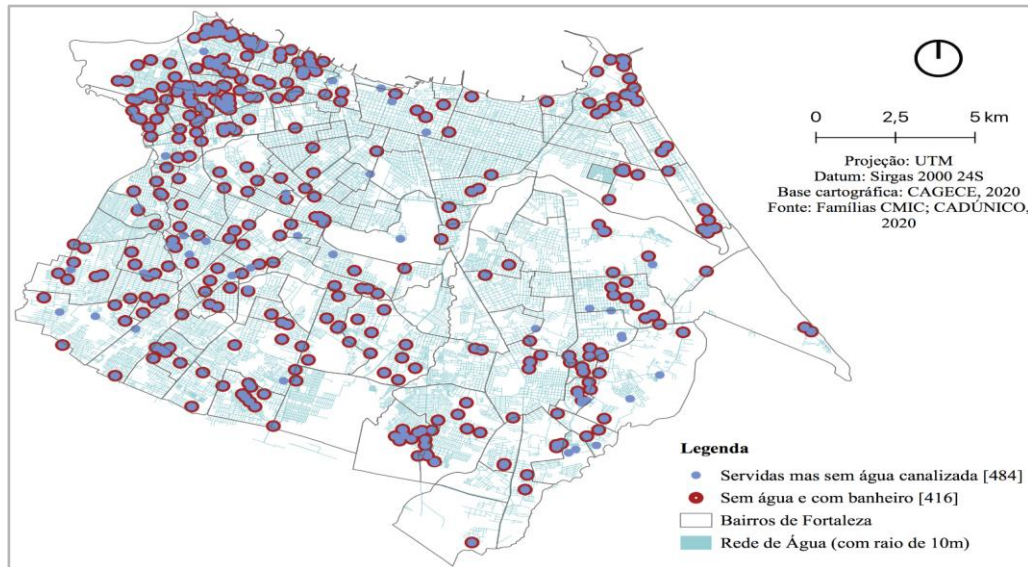 0 2,5 5 km
Projeção: UTM
Datum: Sirgas 2000 24S
Base cartográfica: CAGECE, 2020
Fonte: Famílias CMIC; CADÚNICO,
2020
Legenda
Servidas mas sem água canalizada [484]
Sem água e com banheiro [416]
Bairros de Fortaleza
Rede de Água (com raio de 10m)